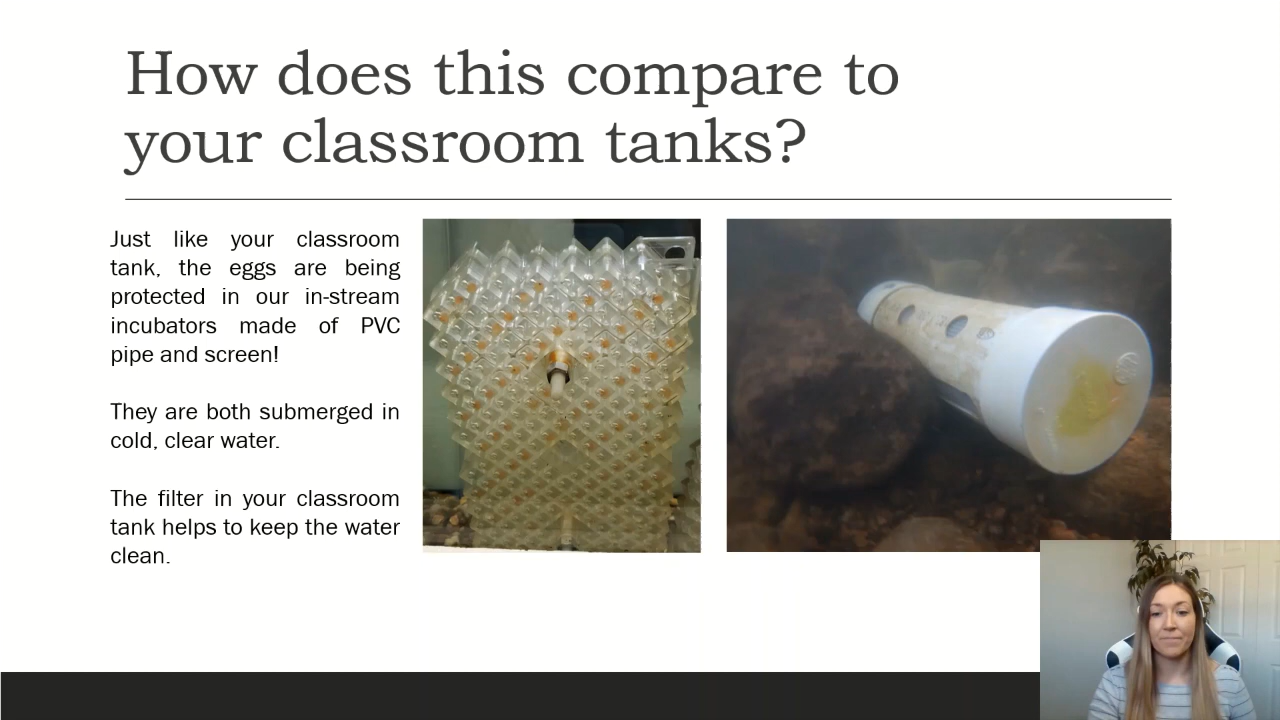 How does this compare to
your classroom tanks?
Just like your classroom
tank, the eggs are being
protected in our in-stream
incubators made of PVC
pipe and screen!
They are both submerged in
cold, clear water.
The filter in your classroom
tank helps to keep the water
clean.